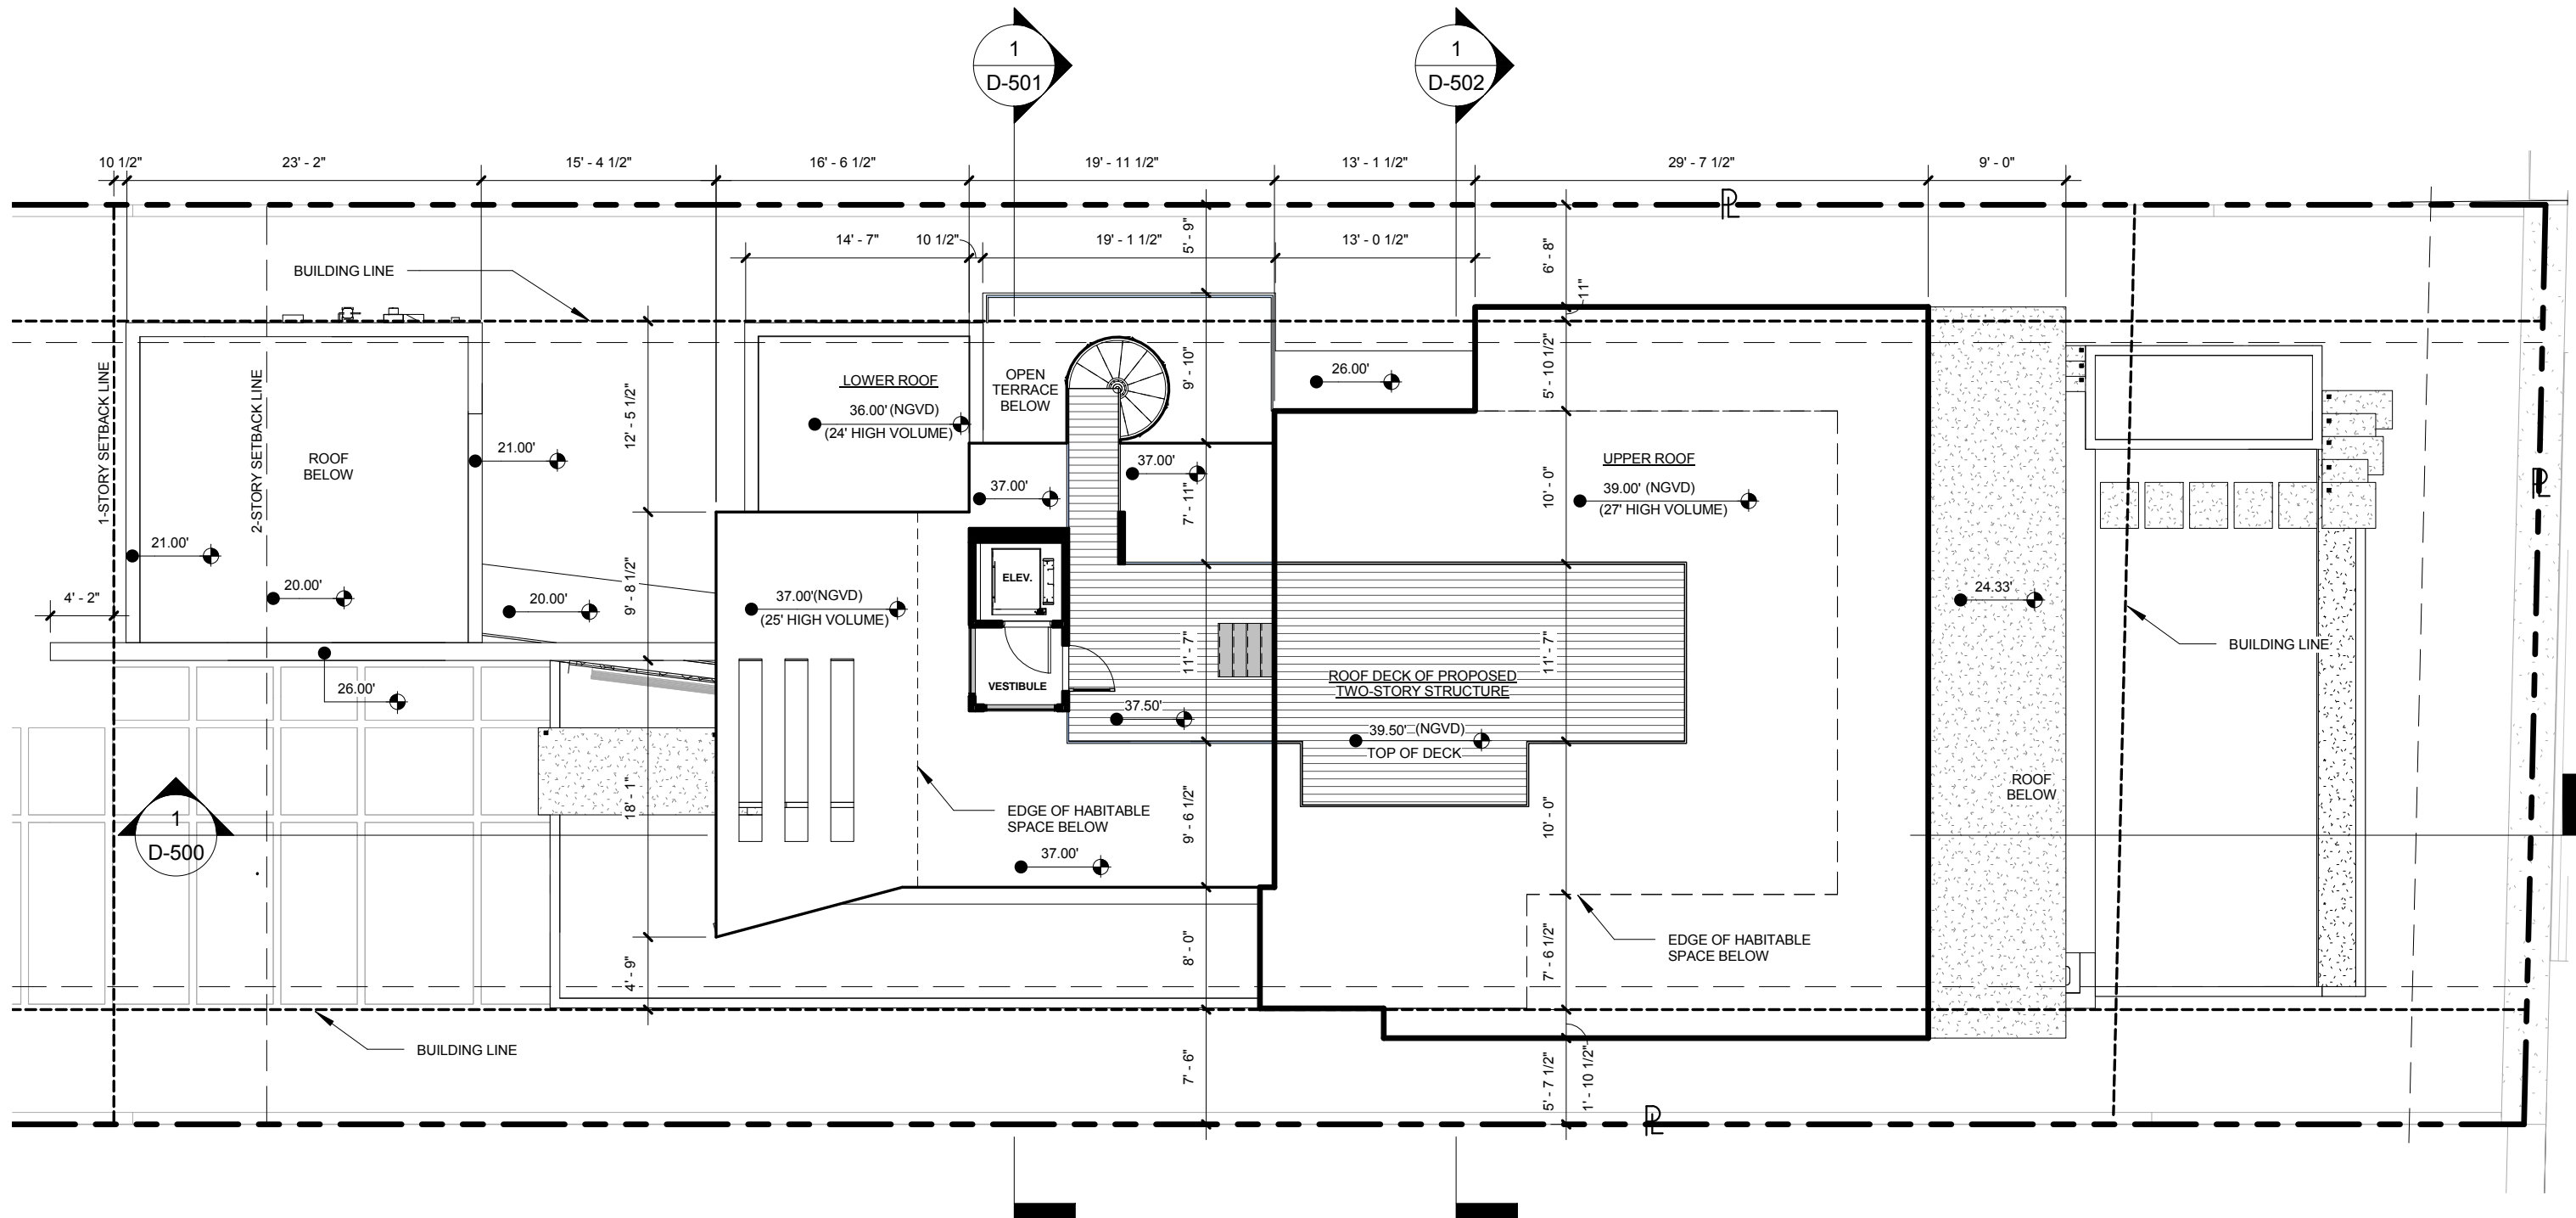 1
D-501
1
D-502
10 1/2"
23' - 2"
15' - 4 1/2"
16' - 6 1/2"
19' - 11 1/2"
13' - 1 1/2"
29' - 7 1/2"
9' - 0"
PL
14' - 7"
10 1/2"
19' - 1 1/2"
5' - 9"
13' - 0 1/2"
6' - 8"
11"
BUILDING LINE
1-STORY SETBACK LINE
2-STORY SETBACK LINE
ROOF
BELOW
21.00'
21.00'
20.00'
20.00'
4' - 2"
26.00'
12' - 5 1/2"
9' - 8 1/2"
18' - 1"
4' - 9"
LOWER ROOF
36.00' (NGVD)
(24' HIGH VOLUME)
OPEN
TERRACE
BELOW
9' - 10"
26.00'
5' - 10 1/2"
37.00'
37.00'
7' - 11"
UPPER ROOF
39.00' (NGVD)
(27' HIGH VOLUME)
10' - 0"
PL
37.00'(NGVD)
(25' HIGH VOLUME)
ELEV.
VESTIBULE
11' - 7"
11' - 7"
24.33'
BUILDING LINE
ROOF DECK OF PROPOSED
TWO-STORY STRUCTURE
37.50'
39.50' (NGVD)
TOP OF DECK
ROOF
BELOW
EDGE OF HABITABLE
SPACE BELOW
9' - 6 1/2"
10' - 0"
1
D-500
37.00'
EDGE OF HABITABLE
SPACE BELOW
8' - 0"
7' - 6 1/2"
BUILDING LINE
7' - 6"
5' - 7 1/2"
1' - 10 1/2"
PL